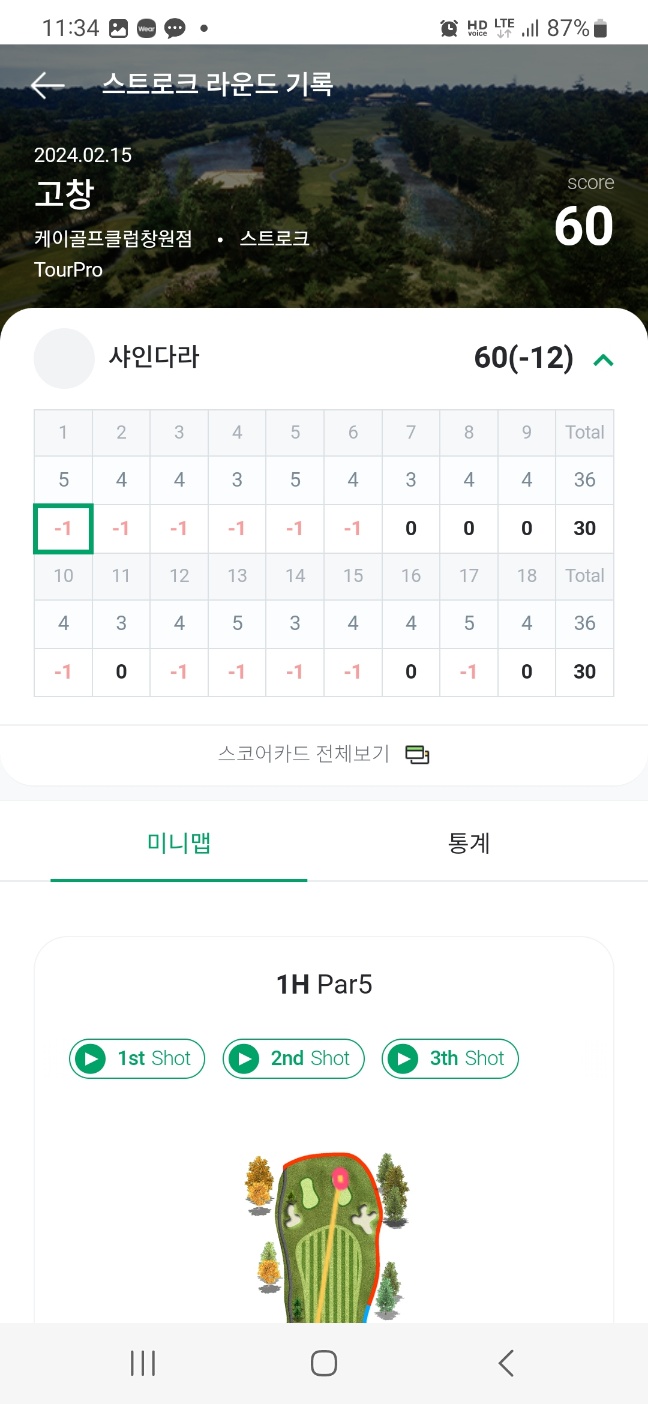 11:34 Wear HD voice LTE 87%
스트로크 라운드 기록
2024.02.15
고창
score
60
케이골프클럽창원점 • 스트로크
TourPro
샤인다라 60(-12)
1 2 3 4 5 6 7 8 9 Total
5 4 4 3 5 4 3 4 4 36
-1 -1 -1 -1 -1 -1 0 0 0 30
10 11 12 13 14 15 16 17 18 Total
4 3 4 5 3 4 4 5 4 36
-1 0 -1 -1 -1 -1 0 -1 0 30
스코어카드 전체보기
미니맵 통계
1H Par5
1st Shot 2nd Shot 3th Shot